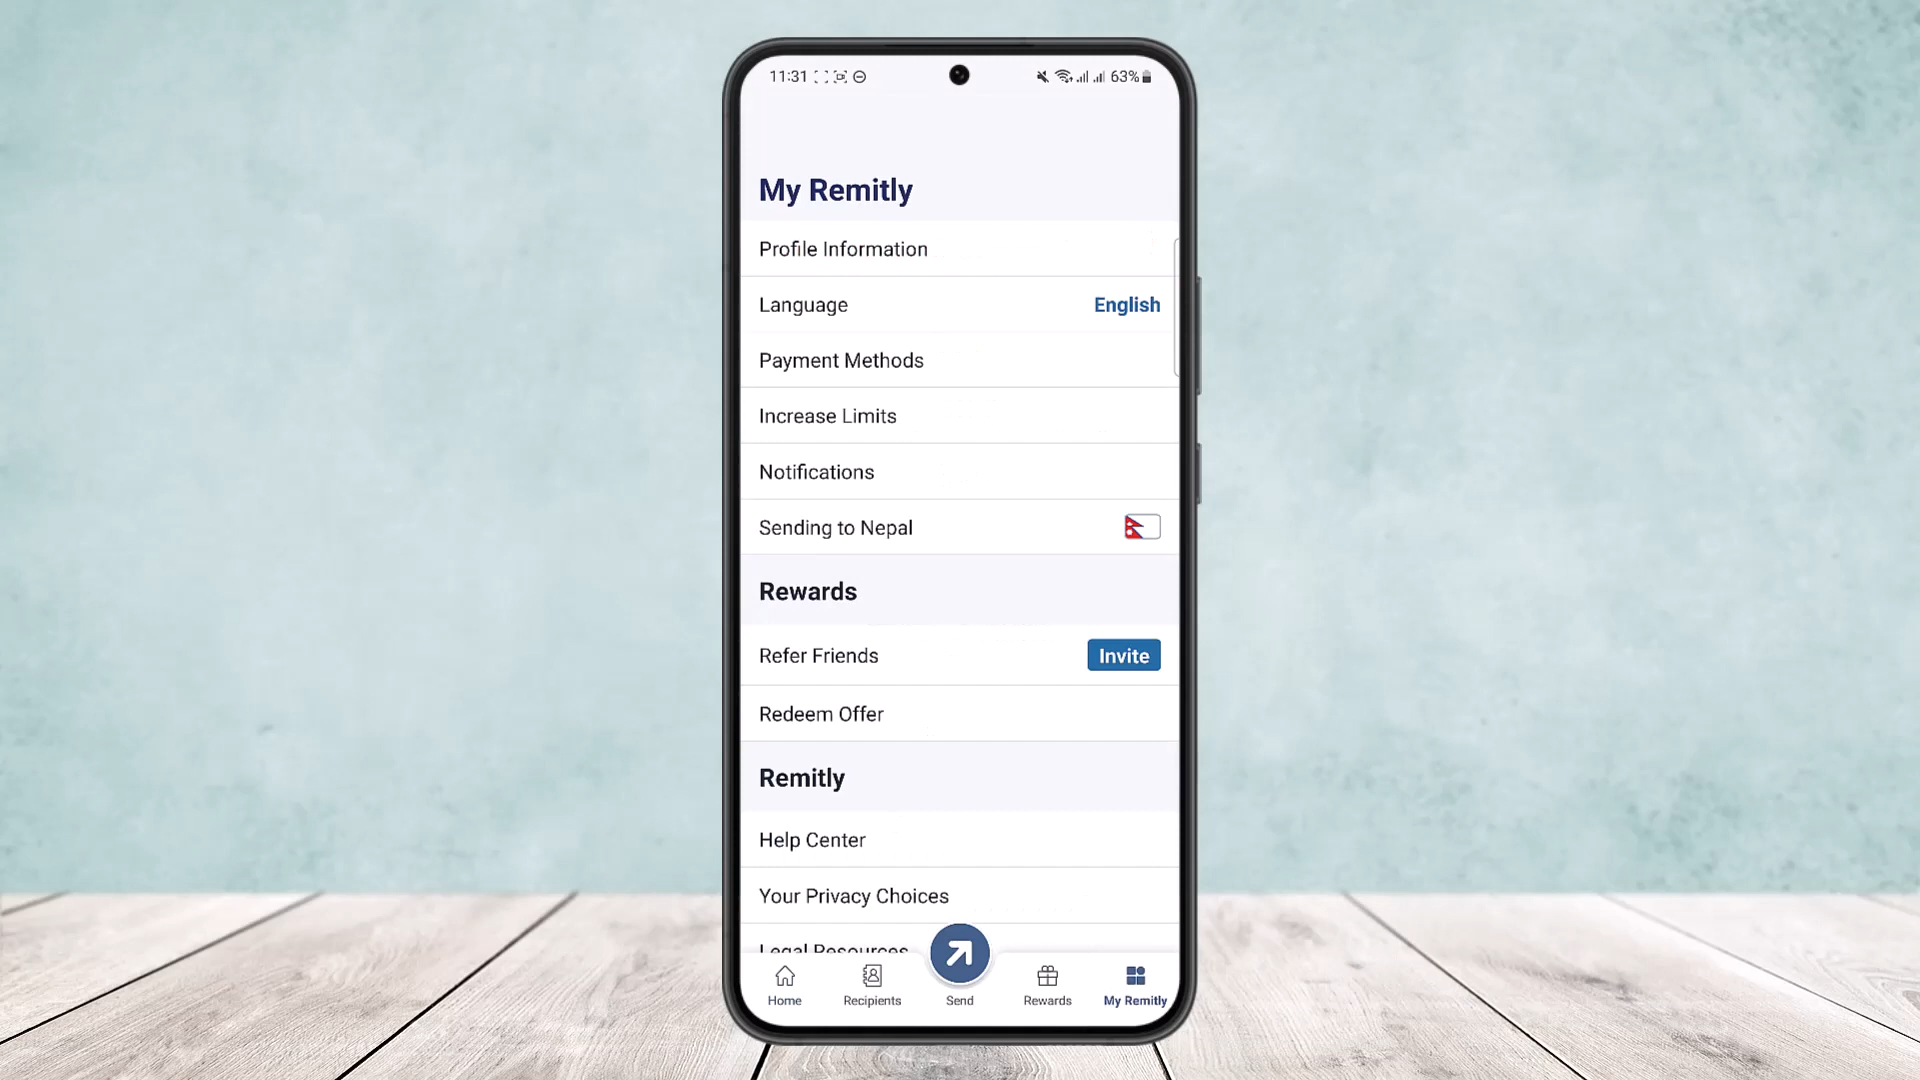 11:31 63%
My Remitly
Profile Information
Language English
Payment Methods
Increase Limits
Notifications
Sending to Nepal
Rewards
Refer Friends Invite
Redeem Offer
Remitly
Help Center
Your Privacy Choices
Legal Resources
Home Recipients Send Rewards My Remitly